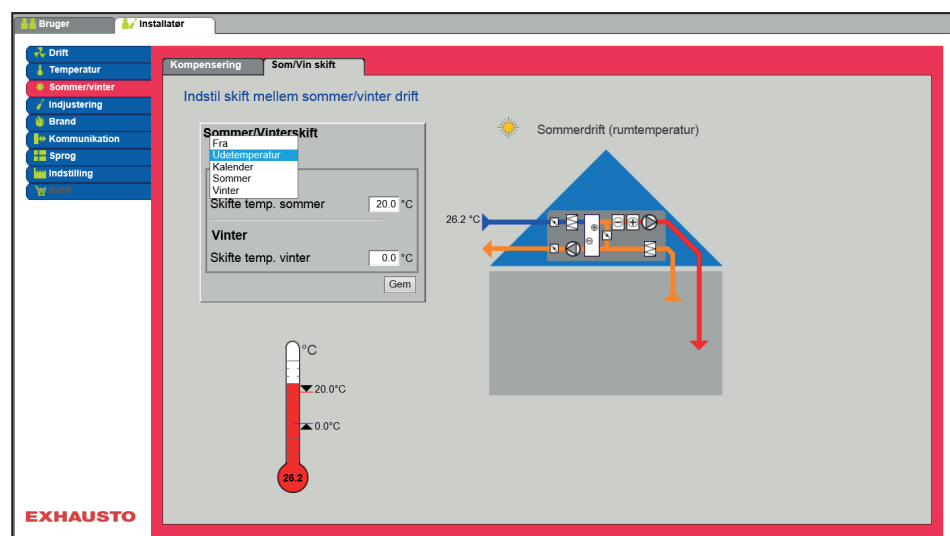 Bruger
Installatør
Drift
Temperatur
Sommer/vinter
Indjustering
Brand
Kommunikation
Sprog
Indstilling
Butik
Kompensering
Som/Vin skift
Indstil skift mellem sommer/vinter drift
Sommer/Vinterskift
Fra
Udetemperatur
Kalender
Sommer
Vinter
Skifte temp. sommer 20.0 °C
Vinter
Skifte temp. vinter 0.0 °C
Gem
Sommerdrift (rumtemperatur)
26.2 °C
°C
20.0°C
0.0°C
26.2
EXHAUSTO